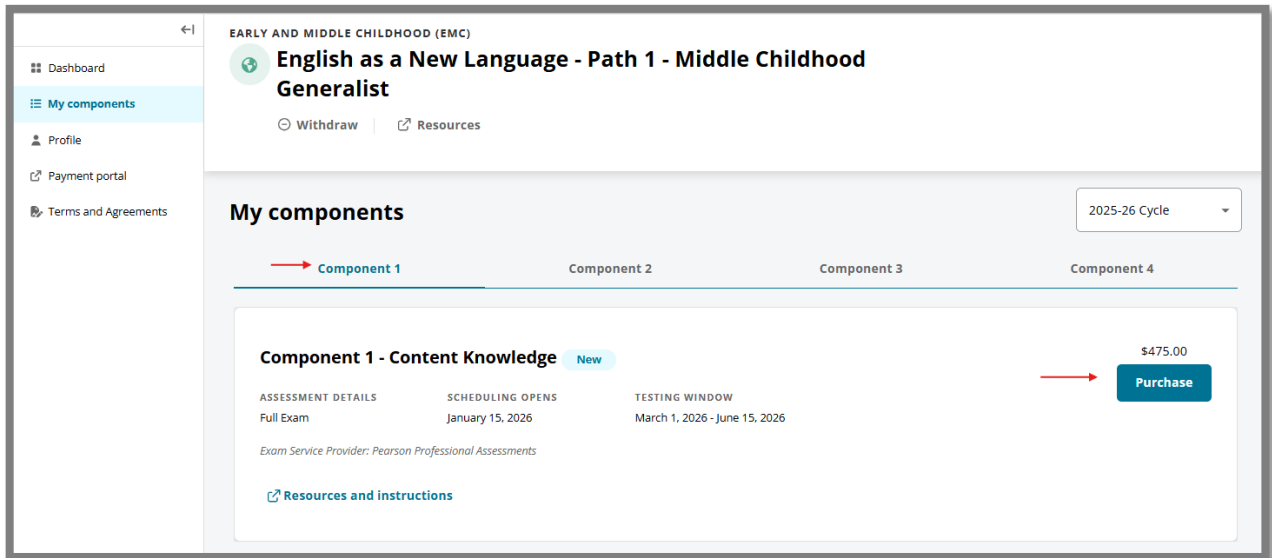 Dashboard
My components
Profile
Payment portal
Terms and Agreements
EARLY AND MIDDLE CHILDHOOD (EMC)
English as a New Language - Path 1 - Middle Childhood
Generalist
Withdraw
Resources
My components
2025-26 Cycle
Component 1
Component 2
Component 3
Component 4
Component 1 - Content Knowledge
New
$475.00
Purchase
ASSESSMENT DETAILS
Full Exam
SCHEDULING OPENS
January 15, 2026
TESTING WINDOW
March 1, 2026 - June 15, 2026
Exam Service Provider: Pearson Professional Assessments
Resources and instructions